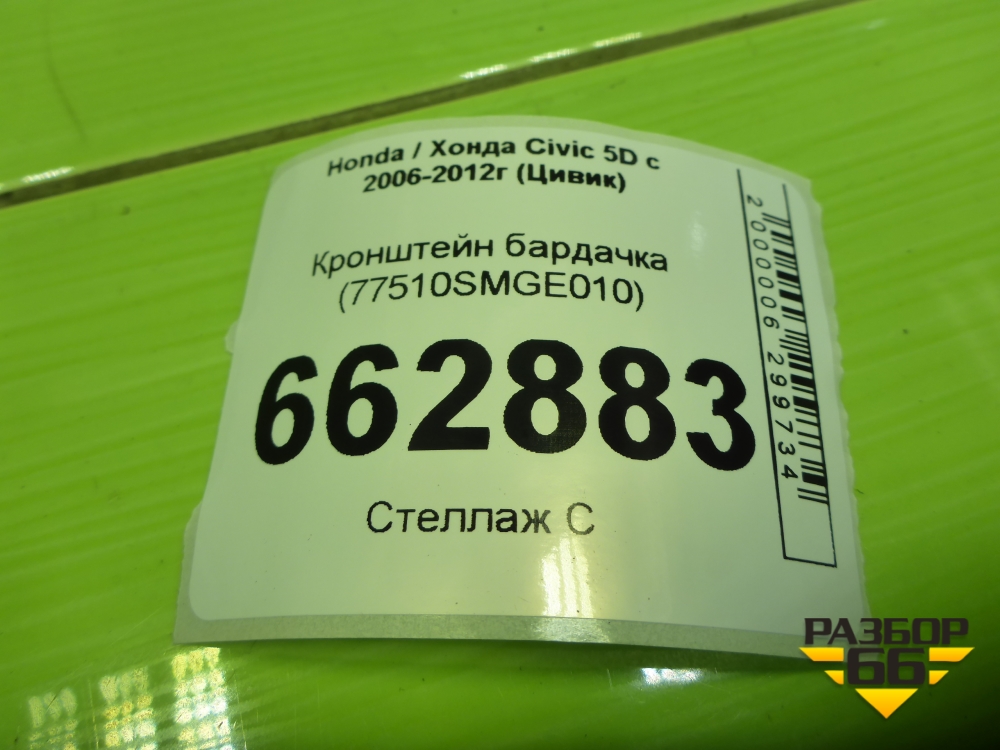 Honda / Хонда Civic 5D с
2006-2012г (Цивик)
Кронштейн бардачка
(77510SMGE010)
662883
Стеллаж С
2000006299734
РАЗБОР
66